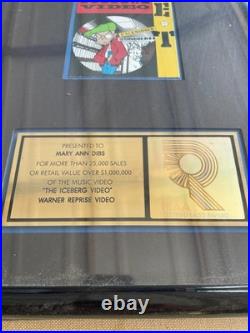 VIDEO
E
T
PRESENTED TO
MARY ANN DIBS
FOR MORE THAN 25,000 SALES
OR RETAIL VALUE OVER $1,000,000
OF THE MUSIC VIDEO
"THE ICEBERG VIDEO"
WARNER REPRISE VIDEO
R